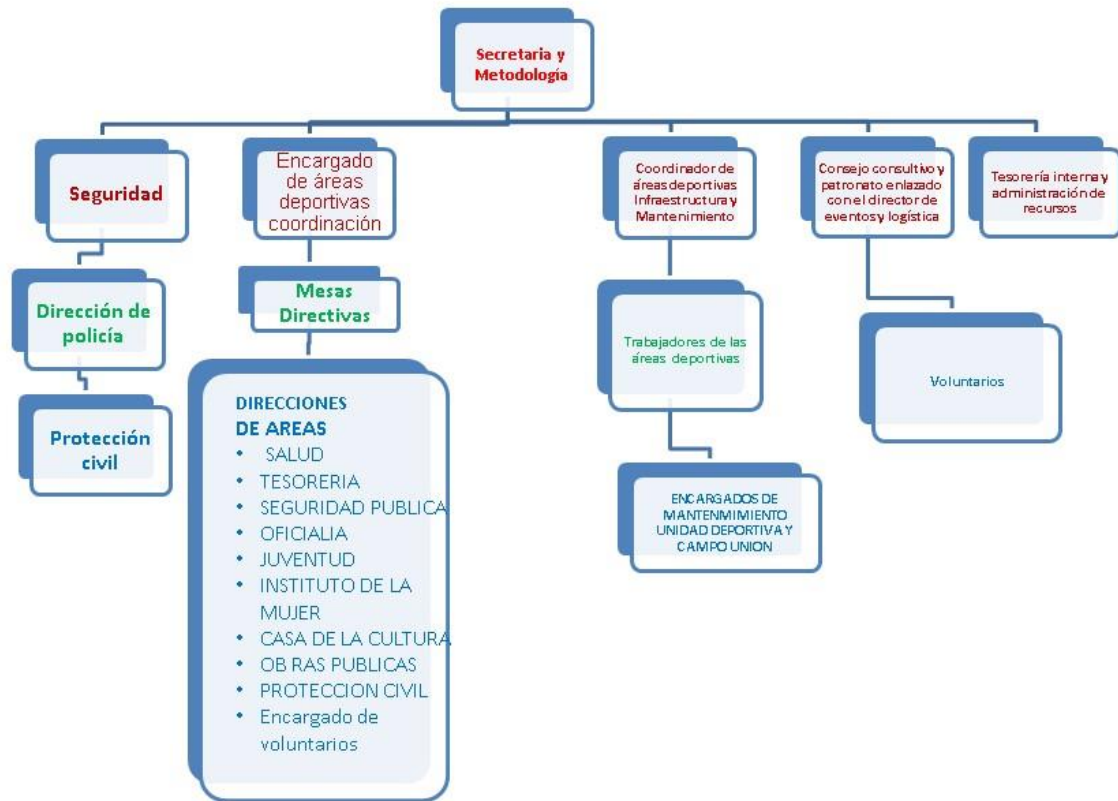 Secretaria y
Metodología
Seguridad
Encargado
de áreas
deportivas
coordinación
Coordinador de
áreas deportivas
Infraestructura y
Mantenimiento
Consejo consultivo y
patronato enlazado
con el director de
eventos y logística
Tesorería interna y
administración de
recursos
Dirección de
policía
Mesas
Directivas
Trabajadores de las
áreas deportivas
Voluntarios
Protección
civil
DIRECCIONES
DE AREAS
• SALUD
• TESORERIA
• SEGURIDAD PUBLICA
• OFICIALIA
• JUVENTUD
• INSTITUTO DE LA
MUJER
• CASA DE LA CULTURA
• OB RAS PUBLICAS
• PROTECCION CIVIL
• Encargado de
voluntarios
ENCARGADOS DE
MANTENMIMIENTO
UNIDAD DEPORTIVA Y
CAMPO UNION